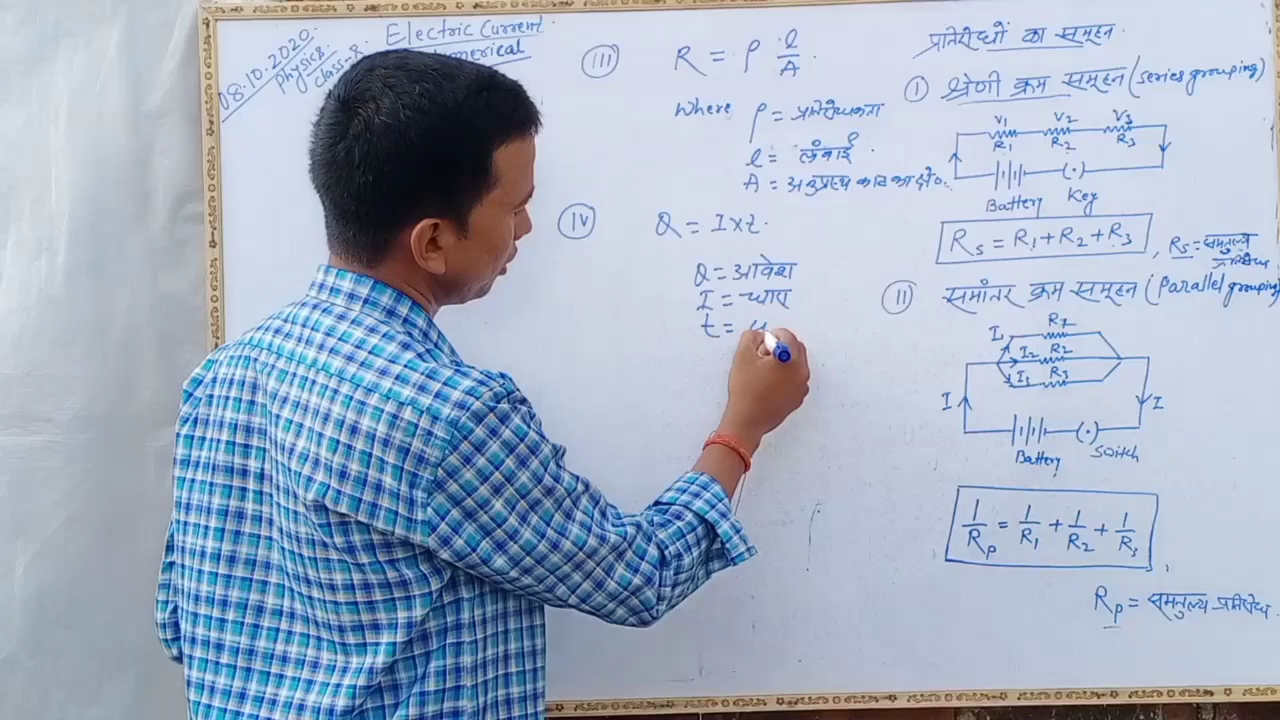 08.10.2020
Physics
Class-X
Electric Current
Numerical
III R = ρ l/A
Where ρ = प्रतिरोधकता
l = लंबाई
A = अनुप्रस्थ काट का क्षे०
IV Q = I×t.
Q = आवेश
I = धारा
t =
प्रतिरोधों का समूहन
I श्रेणी क्रम समूहन (series grouping)
V1 V2 V3
R1 R2 R3
Battery Key
Rs = R1 + R2 + R3, Rs = समतुल्य प्रतिरोध
II समांतर क्रम समूहन (Parallel grouping)
I1 R1
I2 R2
I3 R3
I I
Battery Switch
1/Rp = 1/R1 + 1/R2 + 1/R3
Rp = समतुल्य प्रतिरोध